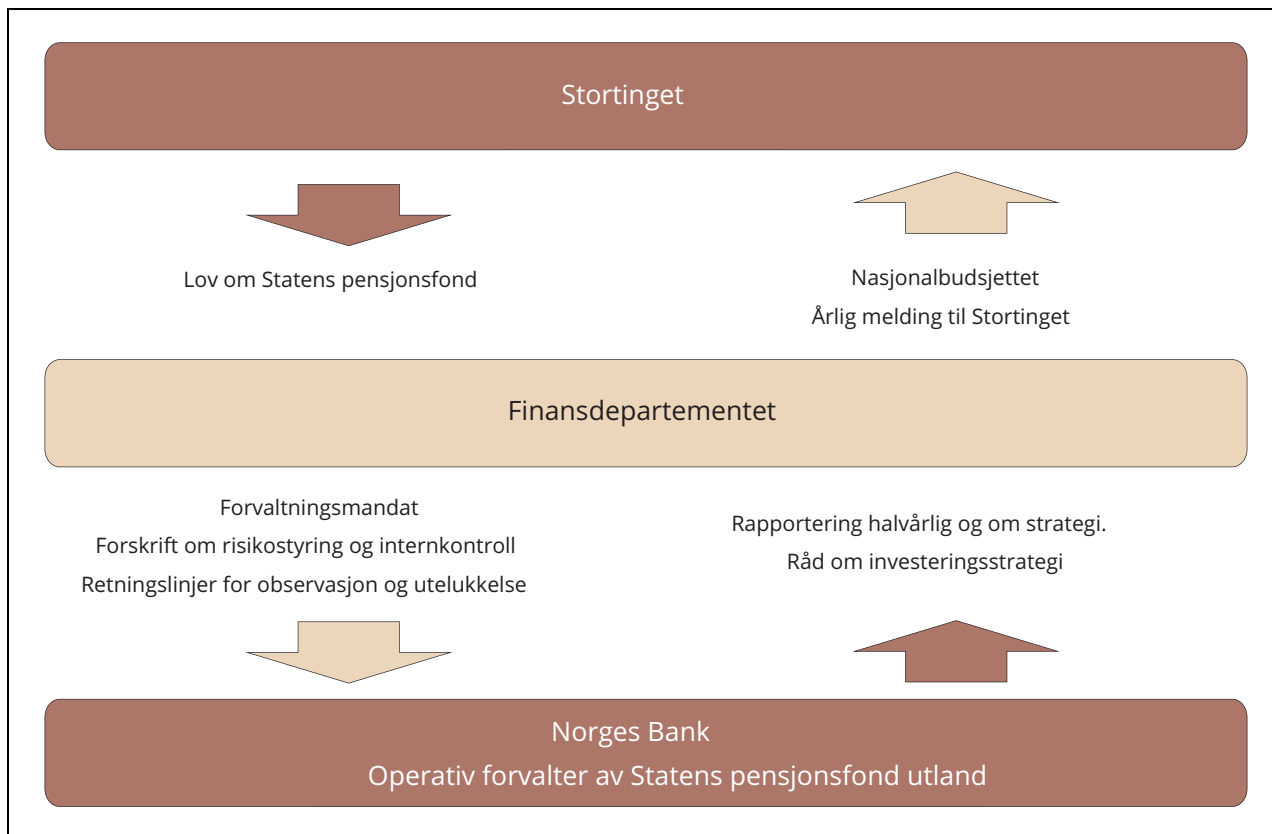 Stortinget
Lov om Statens pensjonsfond
Nasjonalbudsjettet
Årlig melding til Stortinget
Finansdepartementet
Forvaltningsmandat
Forskrift om risikostyring og internkontroll
Retningslinjer for observasjon og utelukkelse
Rapportering halvårlig og om strategi.
Råd om investeringsstrategi
Norges Bank
Operativ forvalter av Statens pensjonsfond utland